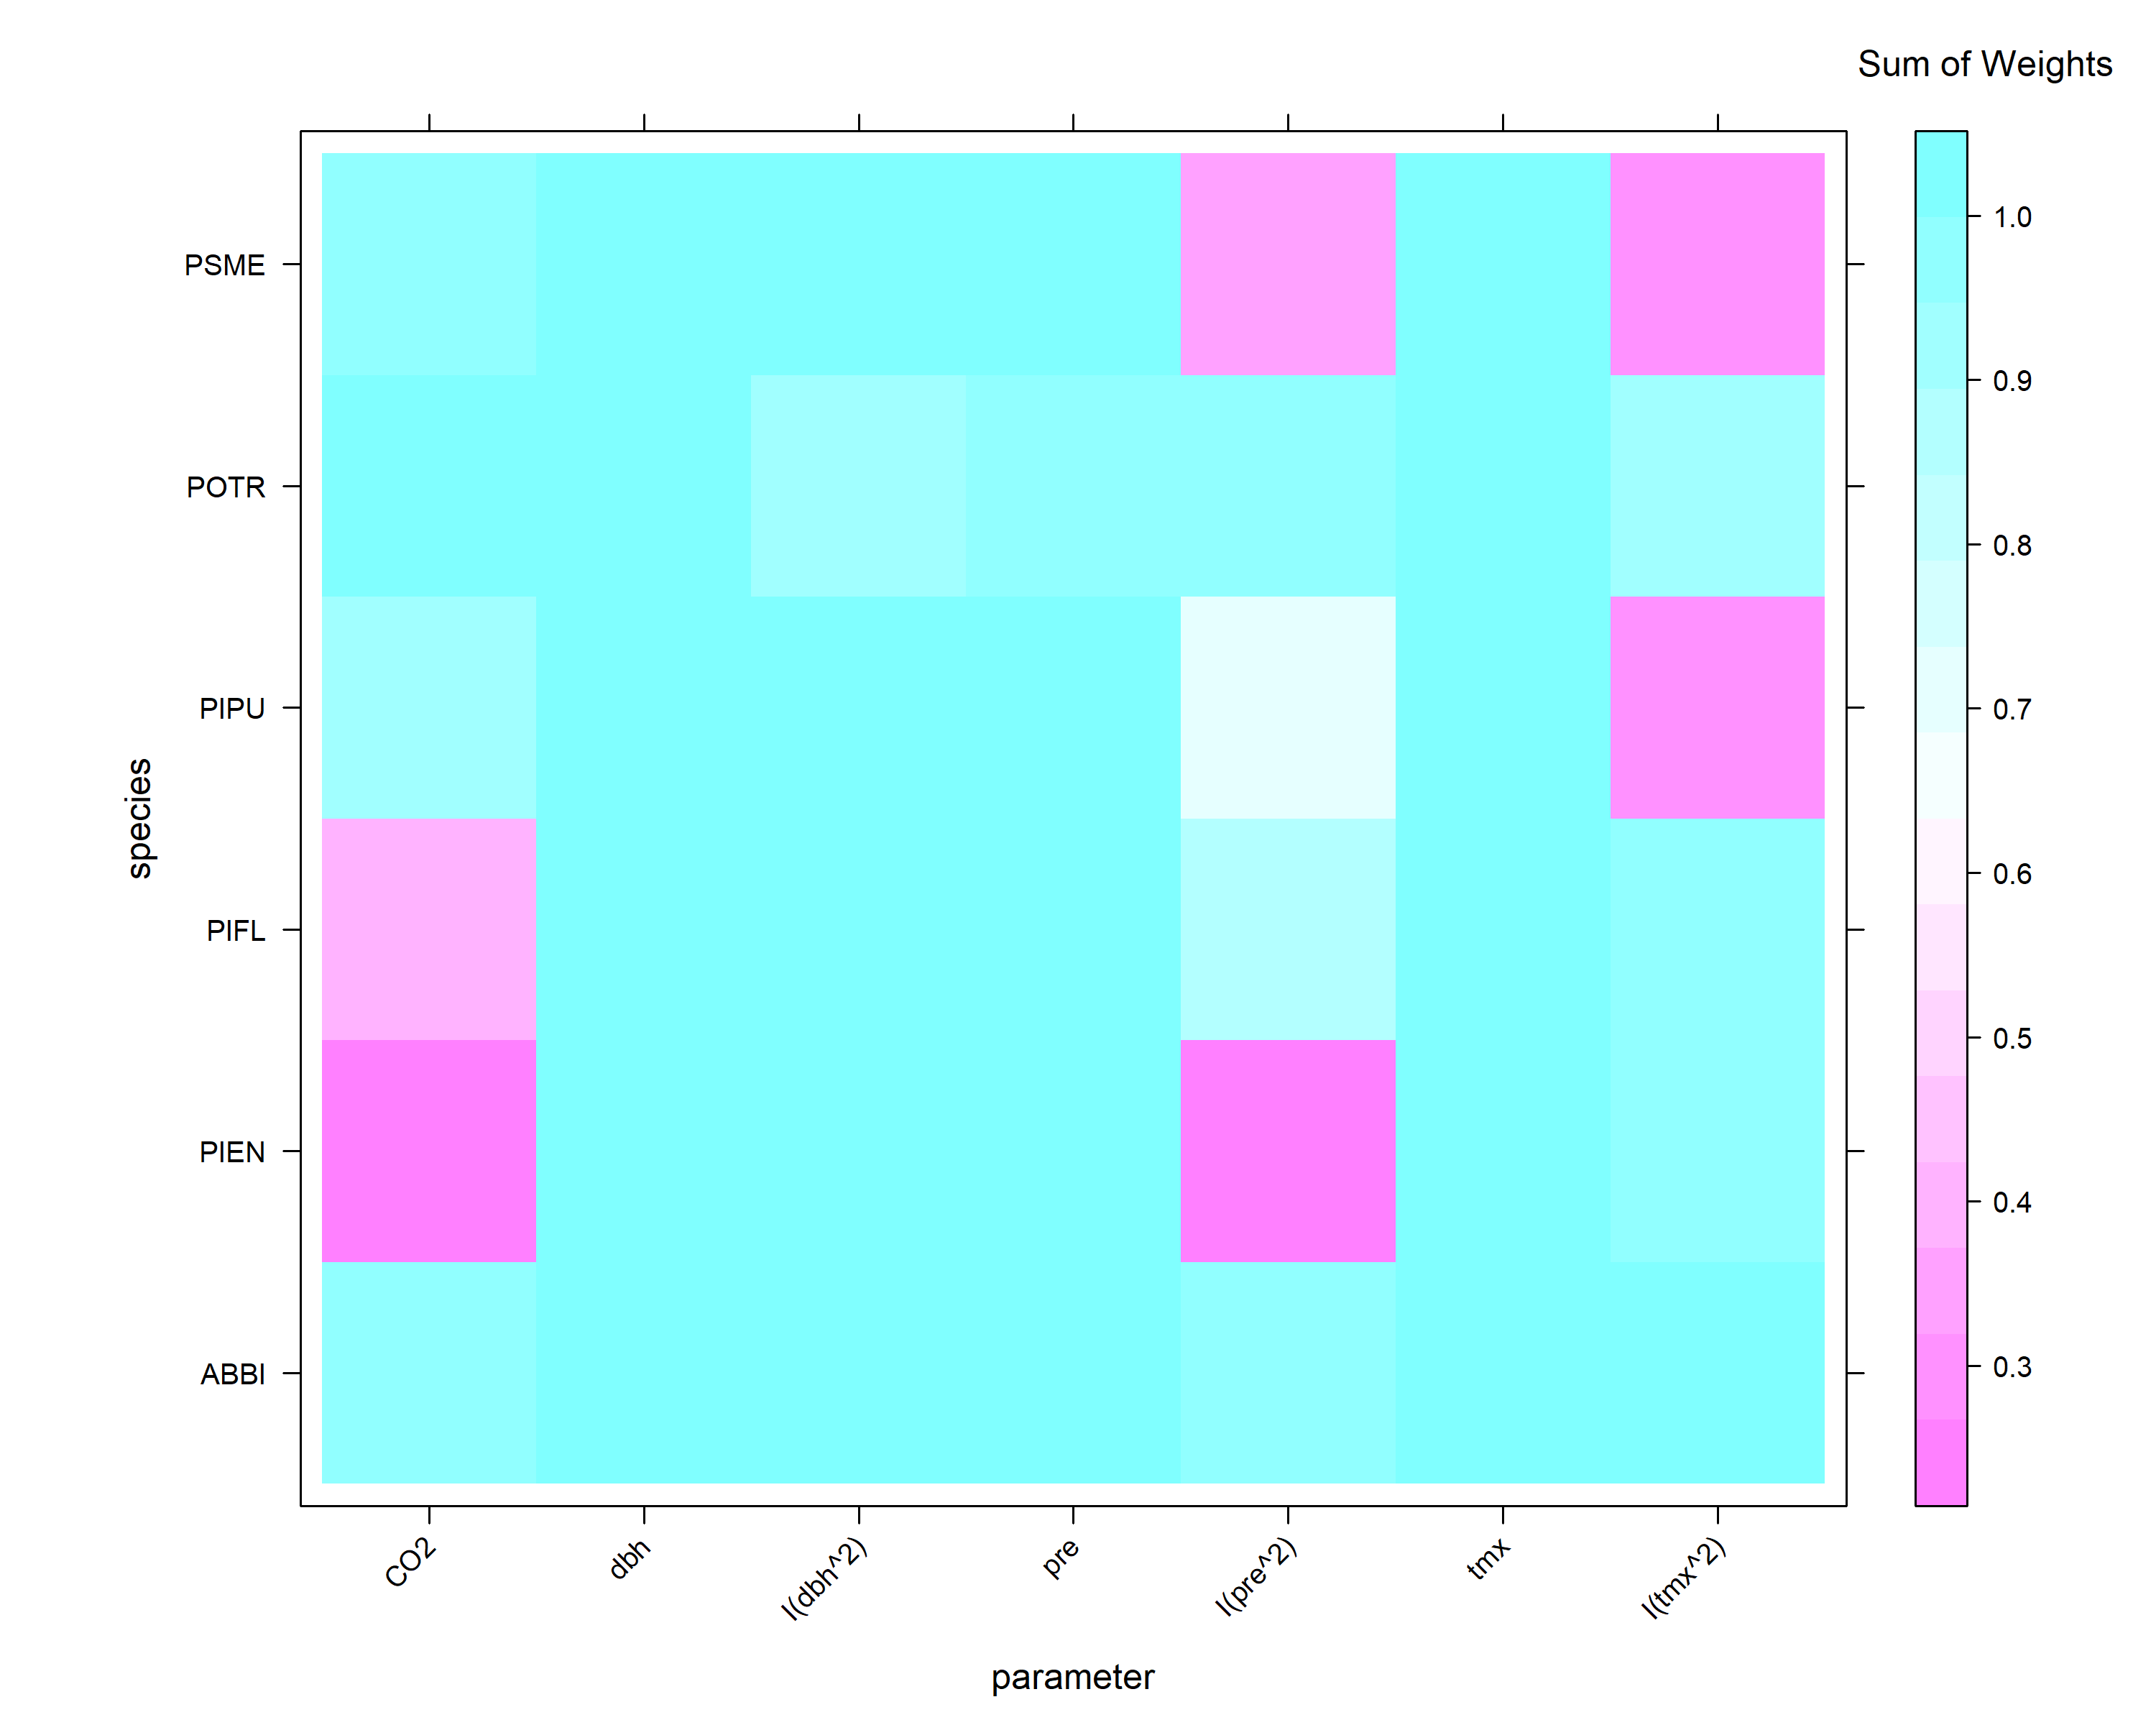 Sum of Weights
PSME
POTR
PIPU
PIFL
PIEN
ABBI
species
CO2
dbh
I(dbh^2)
pre
I(pre^2)
tmx
I(tmx^2)
parameter
1.0
0.9
0.8
0.7
0.6
0.5
0.4
0.3